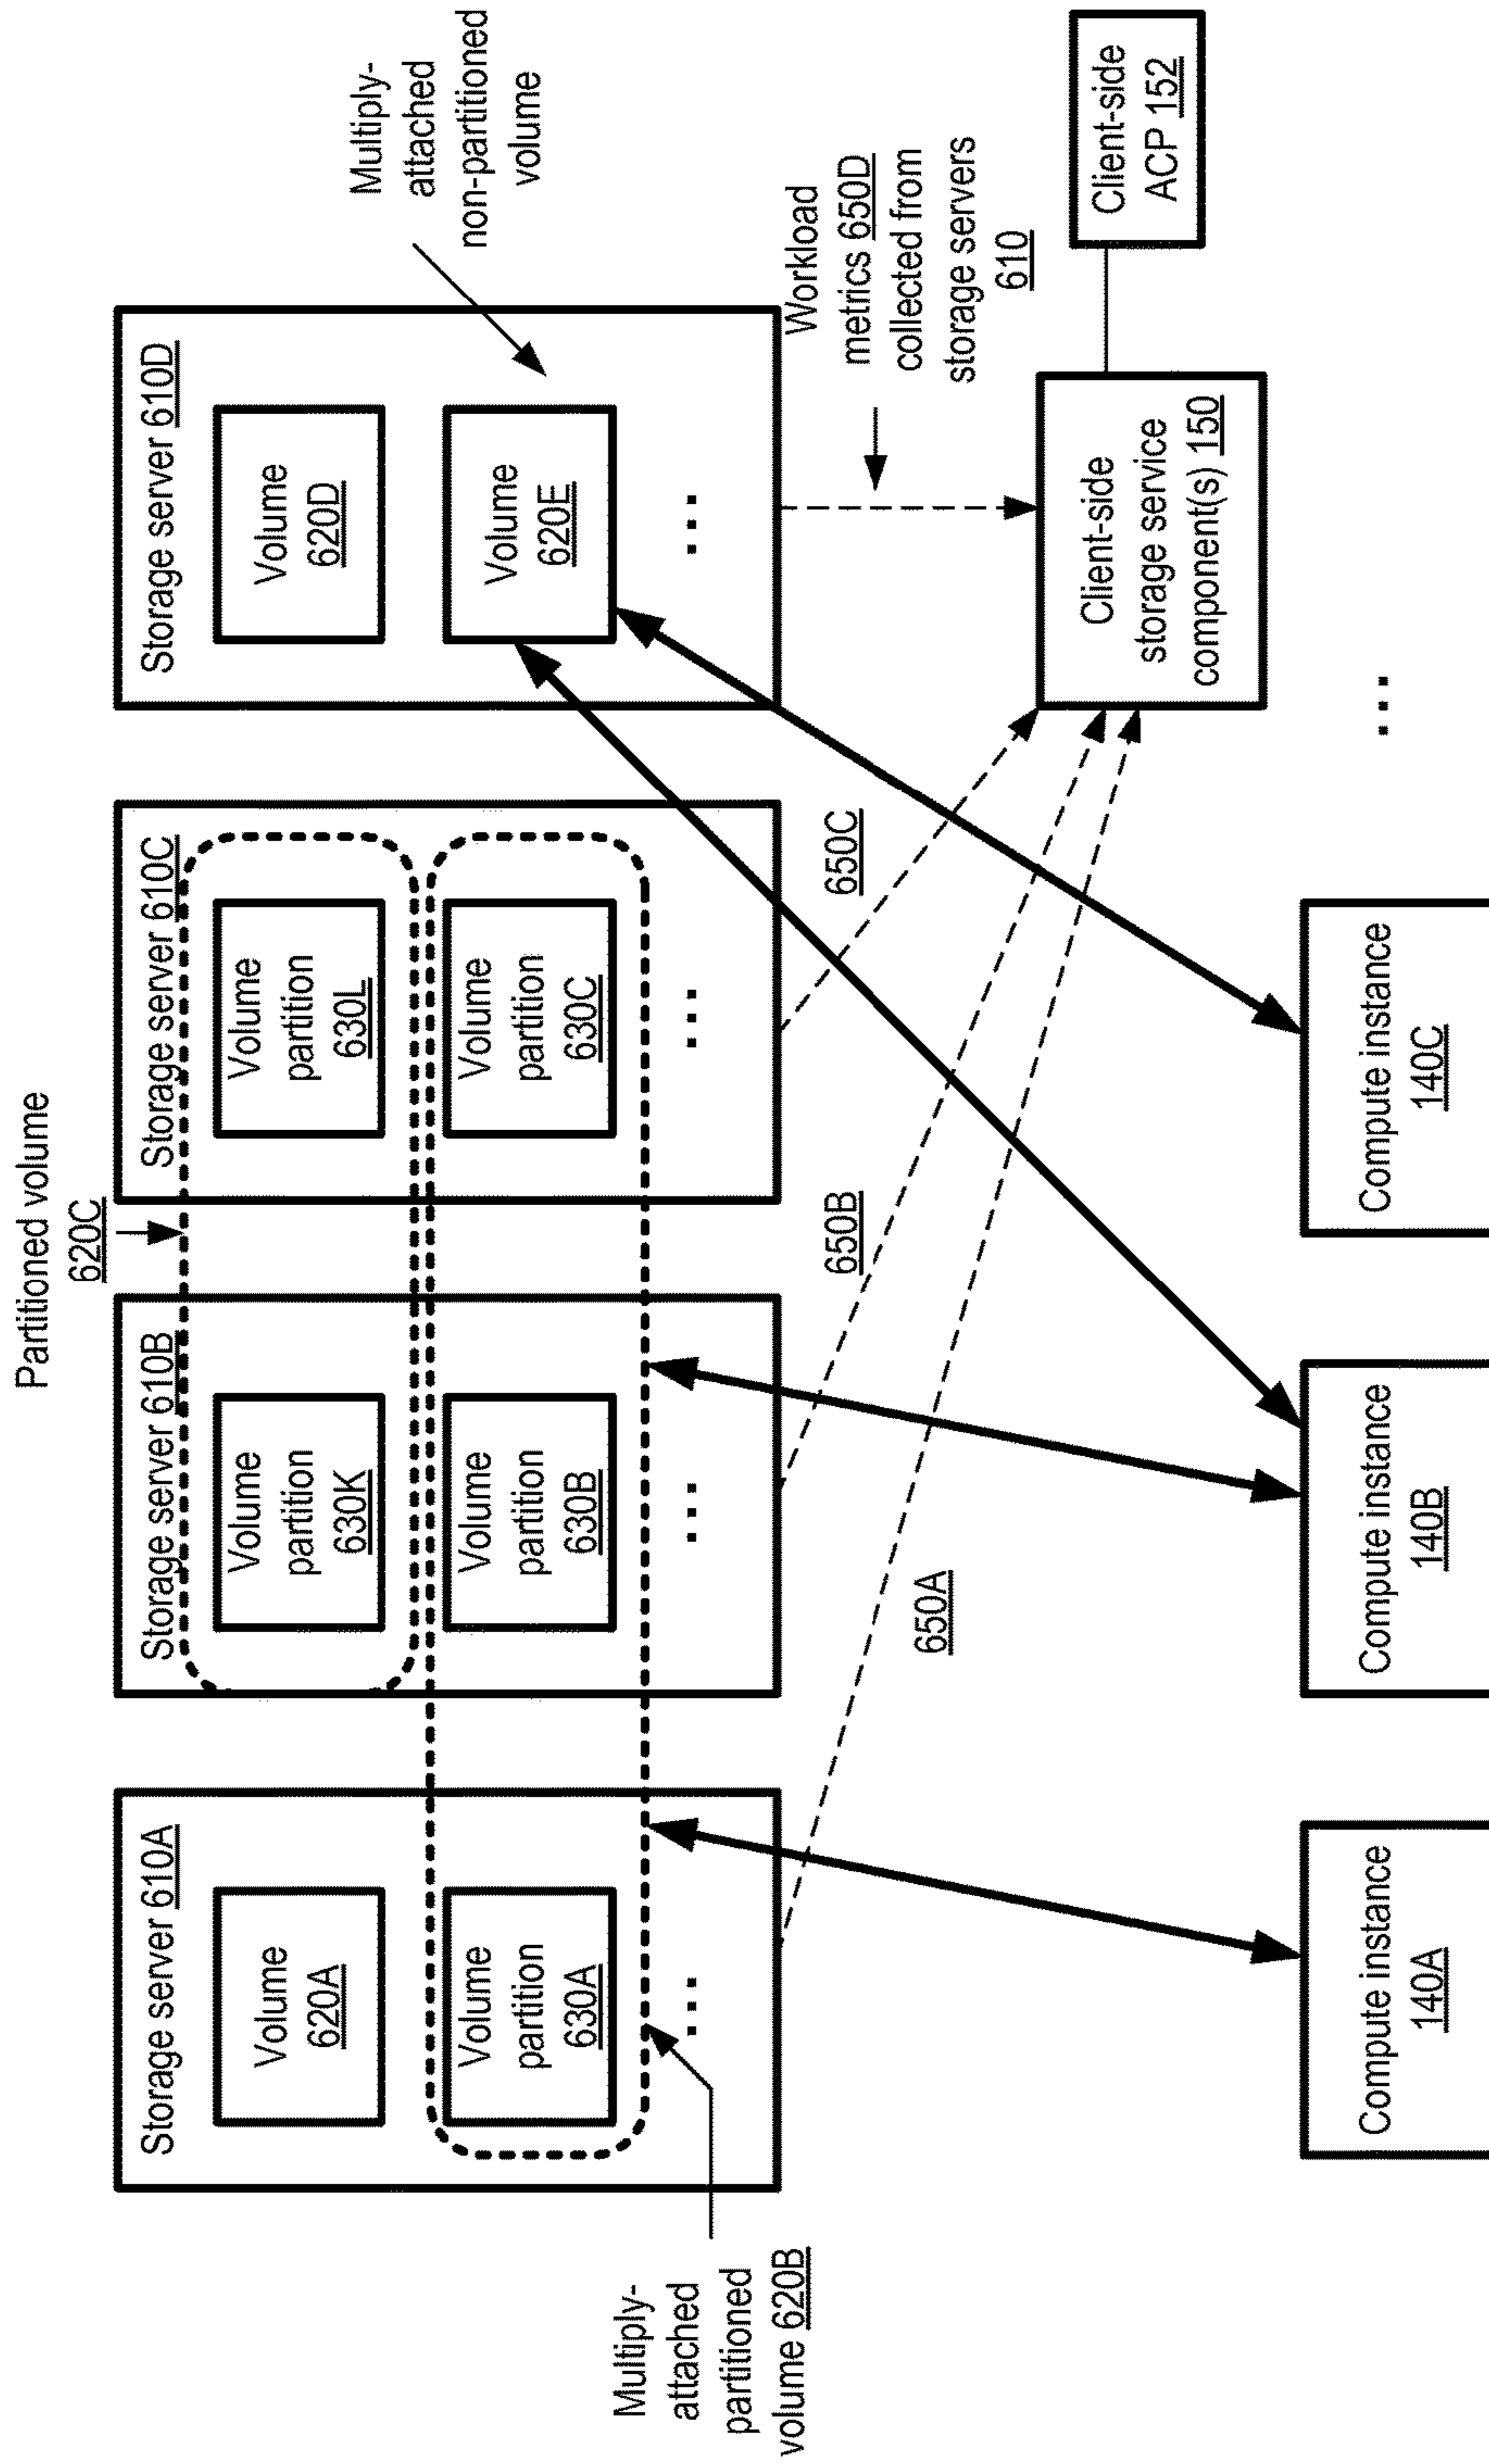 Partitioned volume
620C
Storage server 610A
Volume
620A
Volume
partition
630A
...
Storage server 610B
Volume
partition
630K
Volume
partition
630B
...
Storage server 610C
Volume
partition
630L
Volume
partition
630C
...
Storage server 610D
Volume
620D
Volume
620E
...
Multiply-
attached
non-partitioned
volume
Multiply-
attached
partitioned
volume 620B
650A
650B
650C
Workload
metrics 650D
collected from
storage servers
610
Client-side
storage service
component(s) 150
Client-side
ACP 152
Compute instance
140A
Compute instance
140B
Compute instance
140C
...